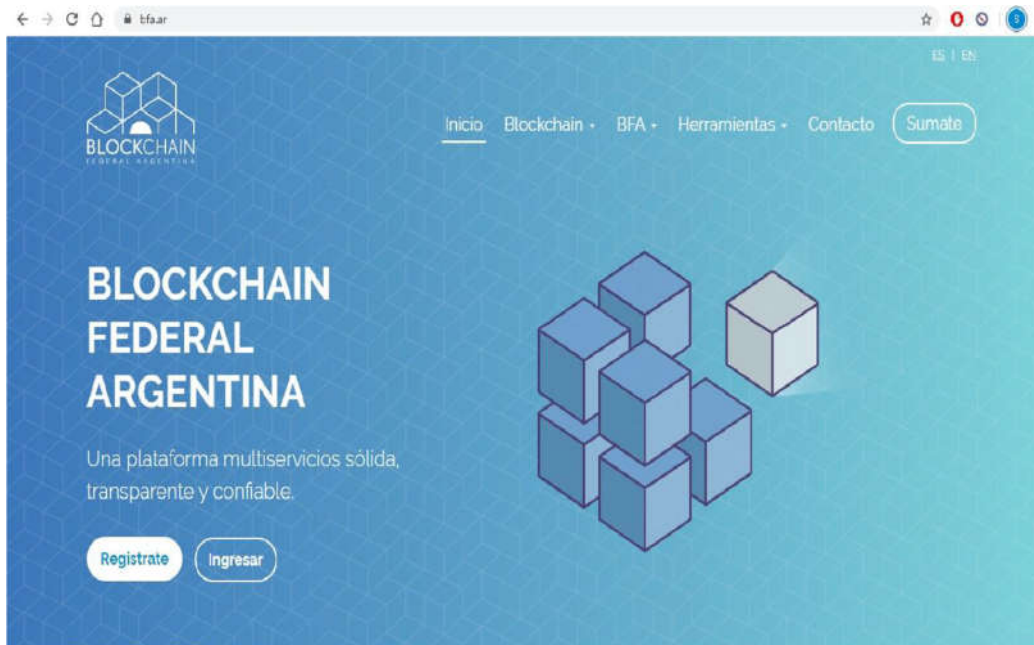 bfa.ar
ES | EN
BLOCKCHAIN
FEDERAL ARGENTINA
Inicio Blockchain BFA Herramientas Contacto Sumate
BLOCKCHAIN
FEDERAL
ARGENTINA
Una plataforma multiservicios sólida,
transparente y confiable.
Registrate Ingresar